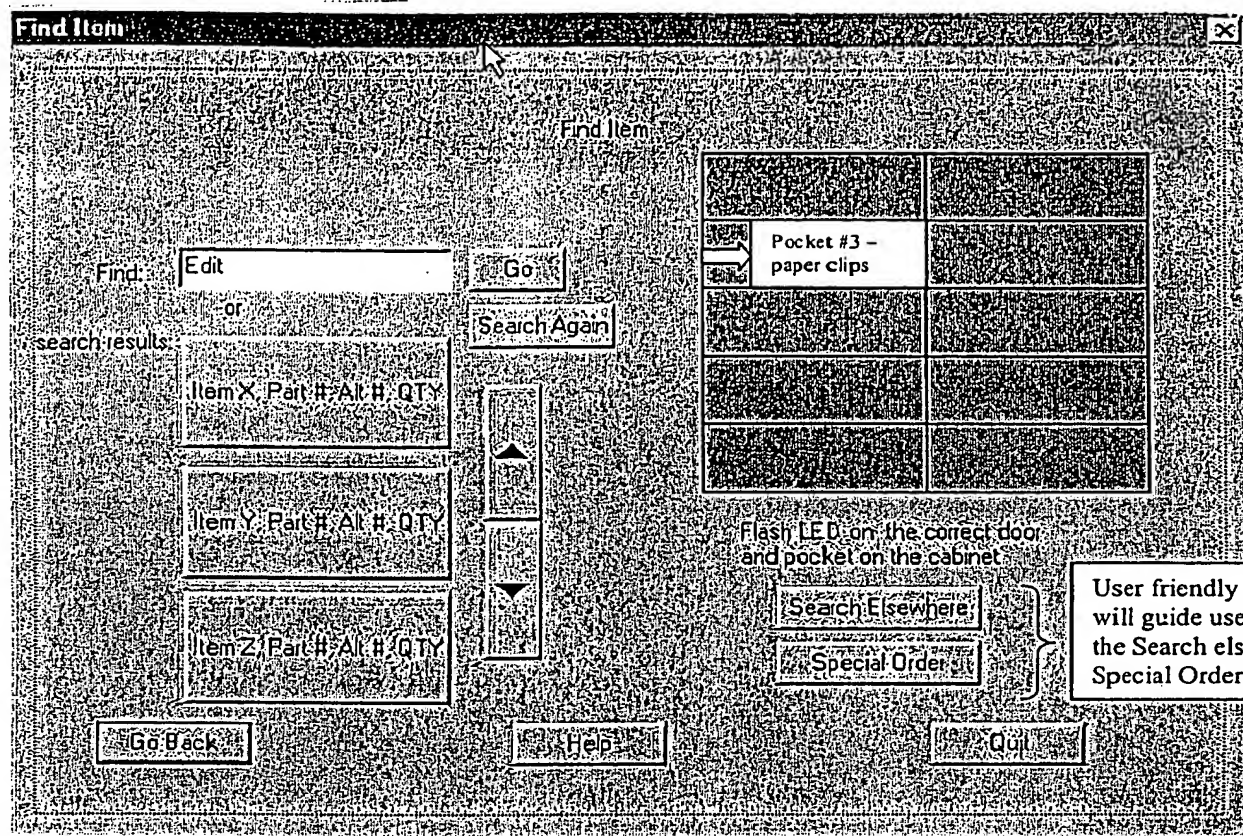 Find Item
Find Item
Pocket #3 –
paper clips
Find:
Edit
Go
or
Search Again
search results:
Item X, Part #, Alt. #, QTY
Item Y, Part #, Alt. #, QTY
Item Z, Part #, Alt. #, QTY
Flash LED on the correct door
and pocket on the cabinet
Search Elsewhere
Special Order
User friendly
will guide use
the Search els
Special Order
Go Back
Help
Quit